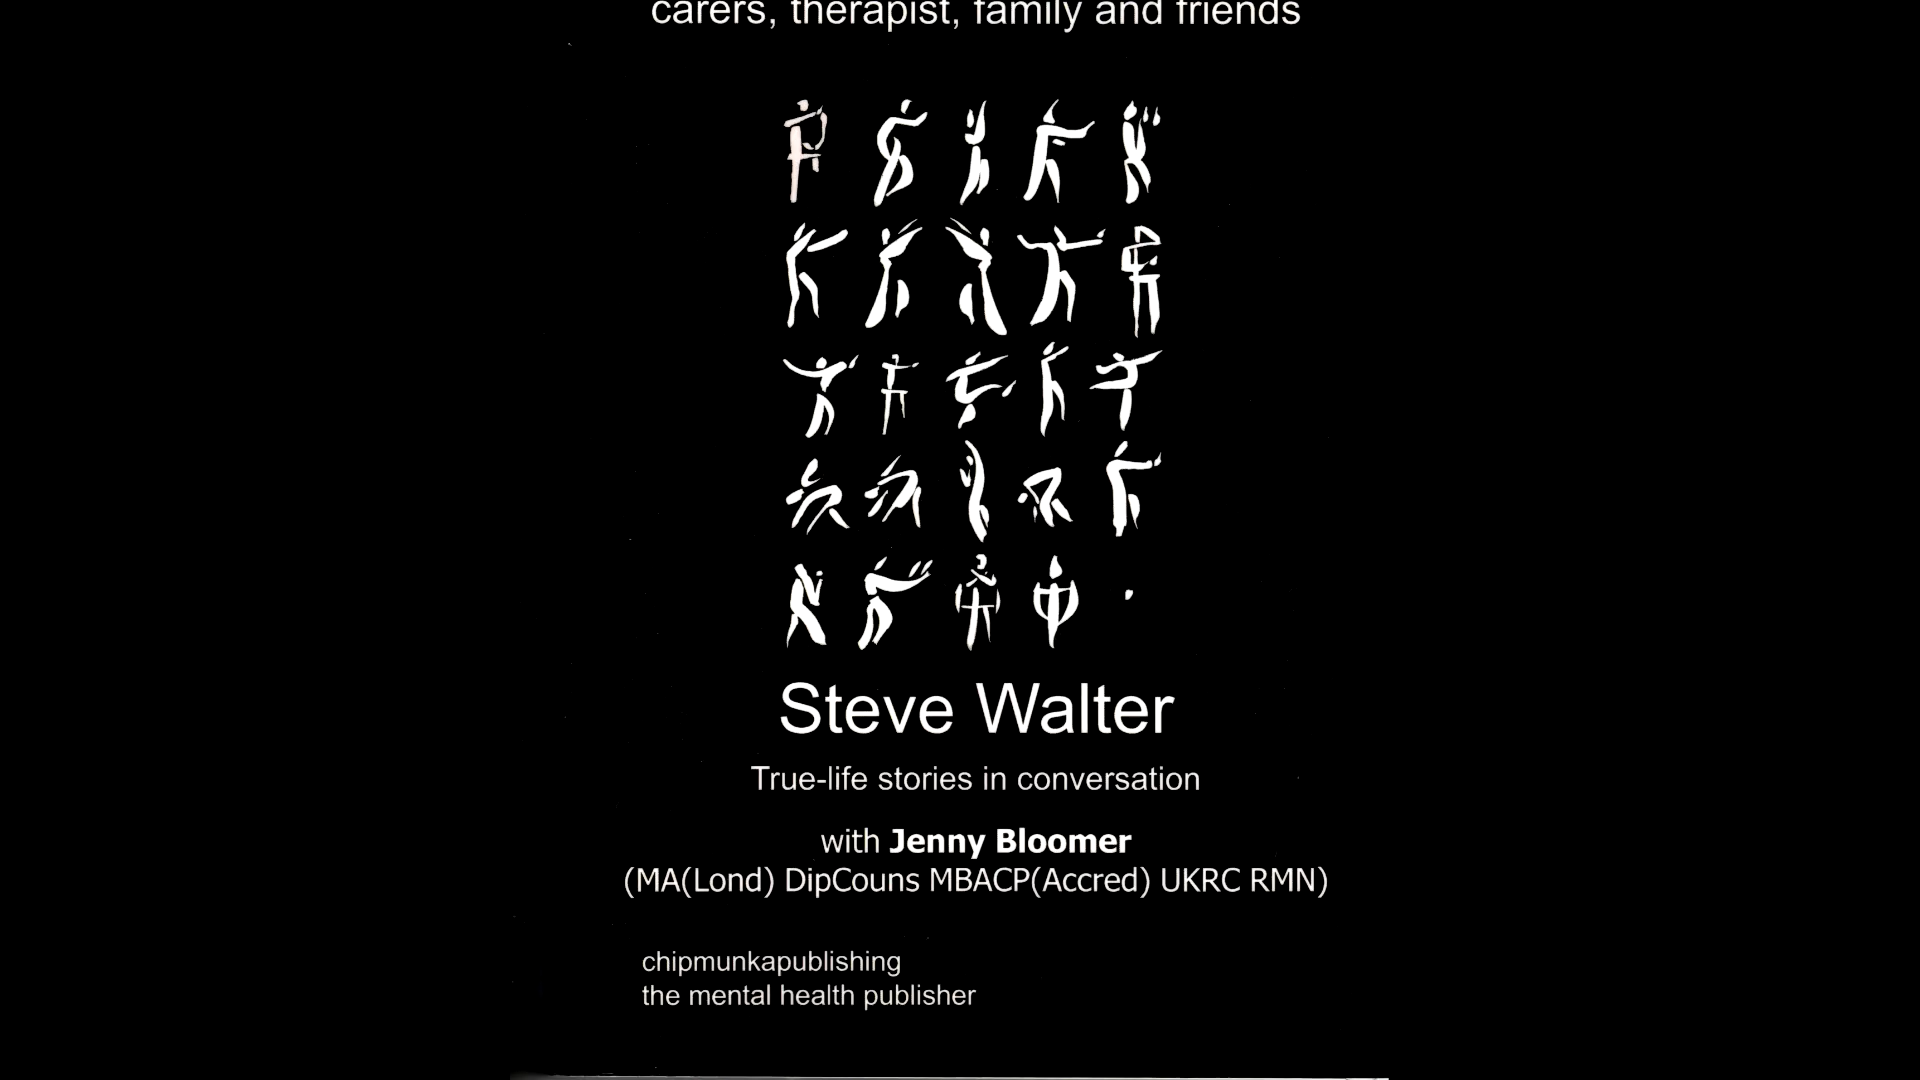 carers, therapist, family and friends
Steve Walter
True-life stories in conversation
with Jenny Bloomer
(MA(Lond) DipCouns MBACP(Accred) UKRC RMN)
chipmunkapublishing
the mental health publisher